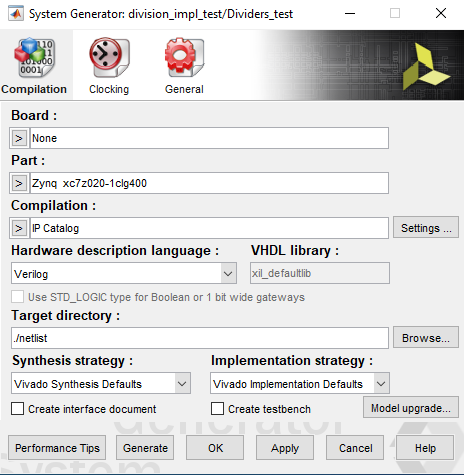 System Generator: division_impl_test/Dividers_test
Compilation Clocking General
Board :
> None
Part :
> Zynq xc7z020-1clg400
Compilation :
> IP Catalog Settings ...
Hardware description language : VHDL library :
Verilog xil_defaultlib
Use STD_LOGIC type for Boolean or 1 bit wide gateways
Target directory :
./netlist Browse...
Synthesis strategy : Implementation strategy :
Vivado Synthesis Defaults Vivado Implementation Defaults
Create interface document Create testbench Model upgrade...
Generator
Performance Tips Generate OK Apply Cancel Help
System